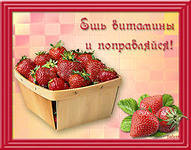 Ешь витамины
и поправляйся!